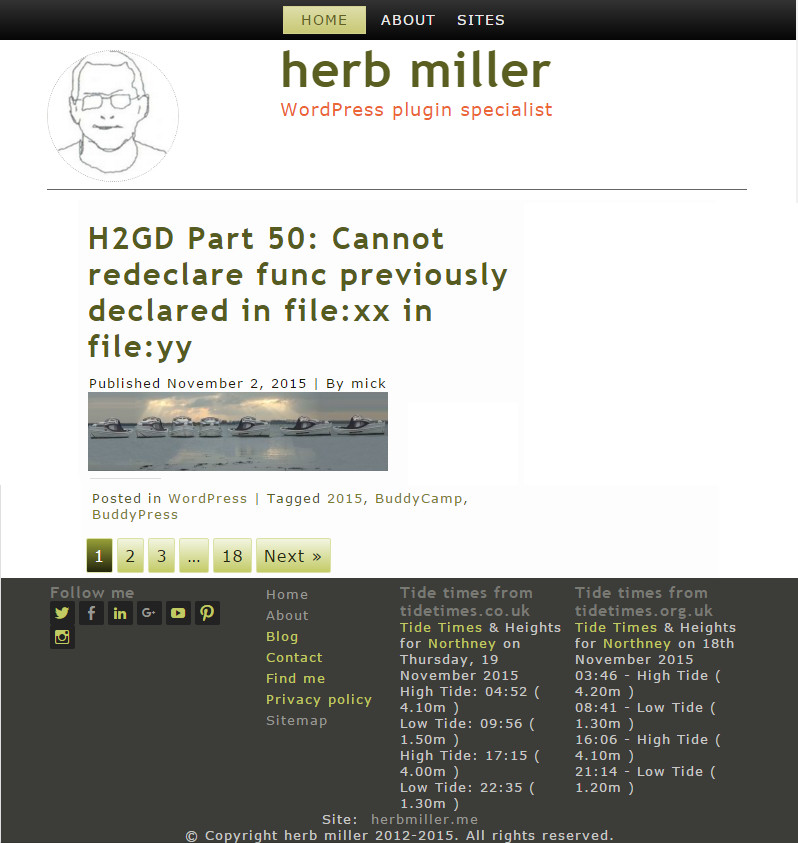 HOME ABOUT SITES
herb miller
WordPress plugin specialist
H2GD Part 50: Cannot
redeclare func previously
declared in file:xx in
file:yy
Published November 2, 2015 | By mick
Posted in WordPress | Tagged 2015, BuddyCamp,
BuddyPress
1 2 3 … 18 Next »
Follow me
Home
About
Blog
Contact
Find me
Privacy policy
Sitemap
Tide times from
tidetimes.co.uk
Tide Times & Heights
for Northney on
Thursday, 19
November 2015
High Tide: 04:52 (
4.10m )
Low Tide: 09:56 (
1.50m )
High Tide: 17:15 (
4.00m )
Low Tide: 22:35 (
1.30m )
Tide times from
tidetimes.org.uk
Tide Times & Heights
for Northney on 18th
November 2015
03:46 - High Tide (
4.20m )
08:41 - Low Tide (
1.30m )
16:06 - High Tide (
4.10m )
21:14 - Low Tide (
1.20m )
Site: herbmiller.me
© Copyright herb miller 2012-2015. All rights reserved.